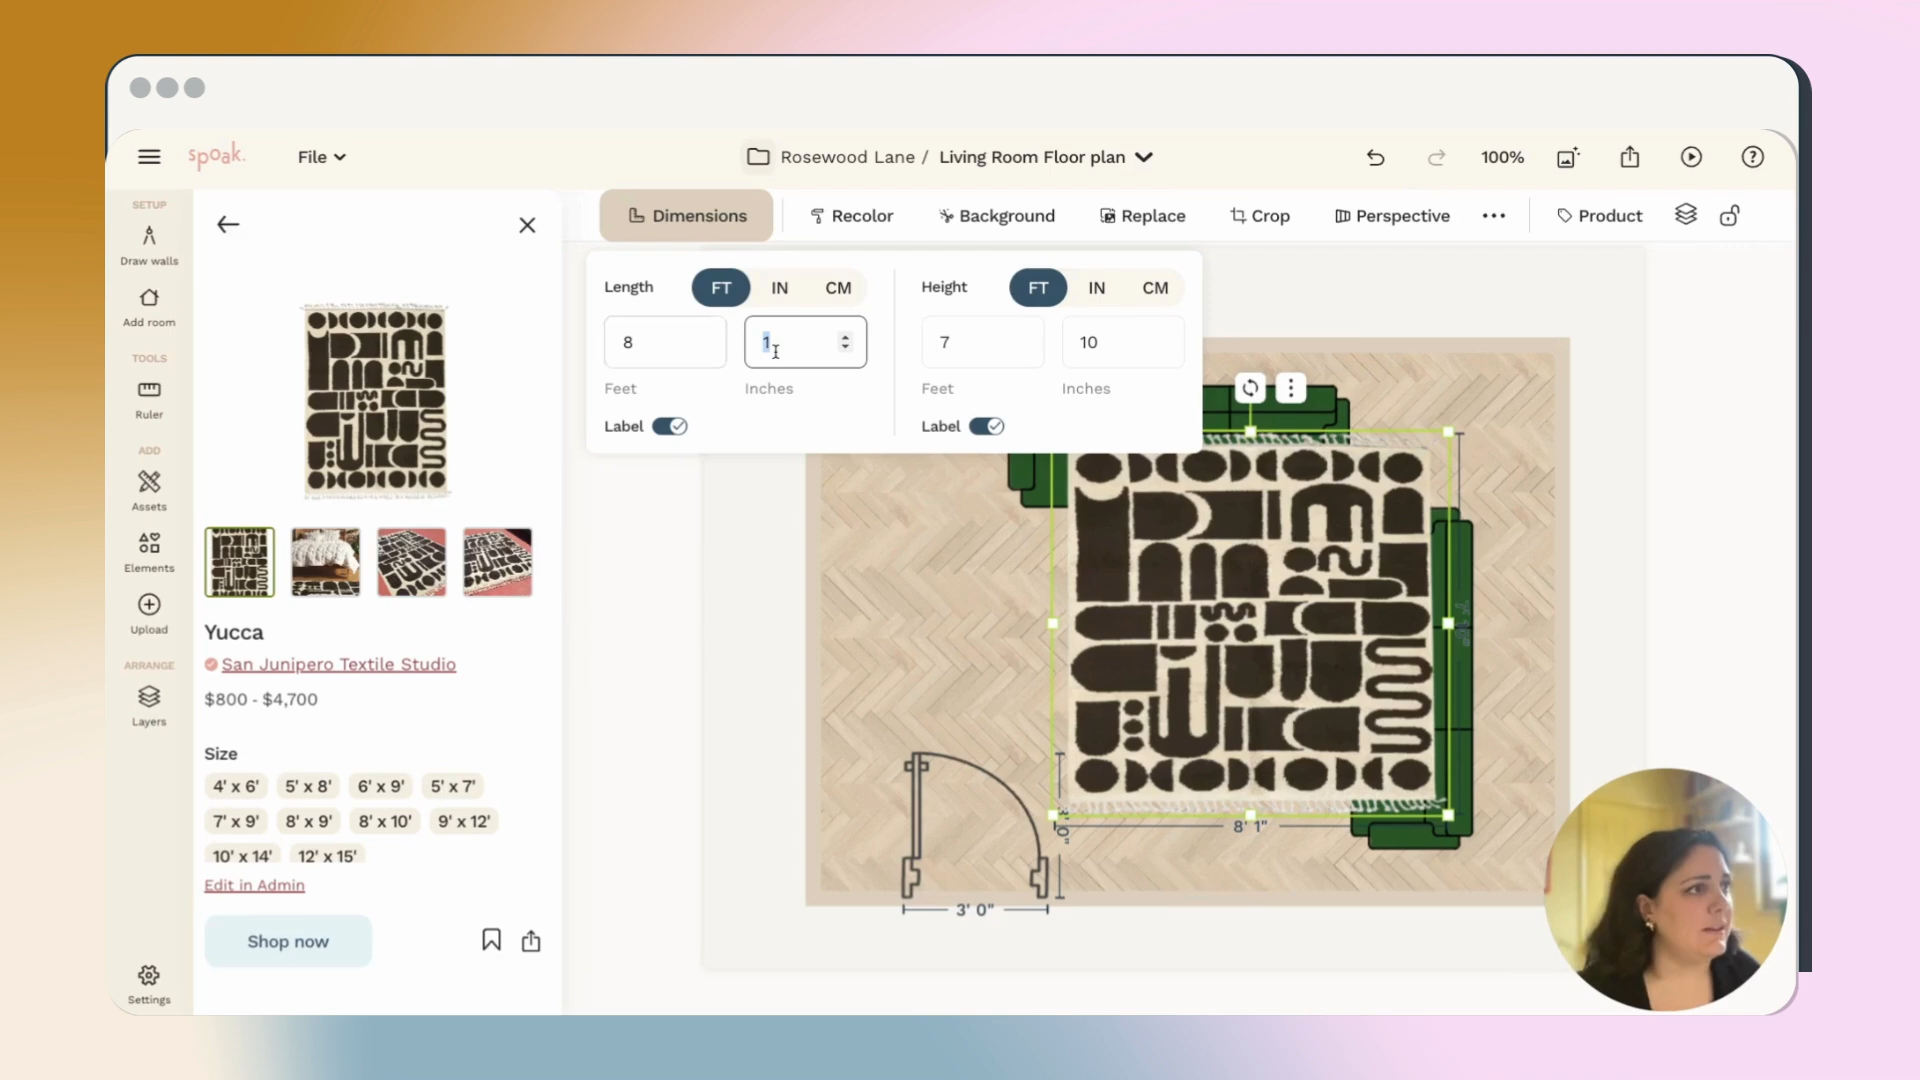 spoak.
File
Rosewood Lane / Living Room Floor plan
100%
SETUP
Draw walls
Add room
TOOLS
Ruler
ADD
Assets
Elements
Upload
ARRANGE
Layers
Settings
Yucca
San Junipero Textile Studio
$800 - $4,700
Size
4' x 6' 5' x 8' 6' x 9' 5' x 7'
7' x 9' 8' x 9' 8' x 10' 9' x 12'
10' x 14' 12' x 15'
Edit in Admin
Shop now
Dimensions Recolor Background Replace Crop Perspective Product
Length FT IN CM Height FT IN CM
8 1 7 10
Feet Inches Feet Inches
Label Label
8' 1"
3' 0"
3' 0"